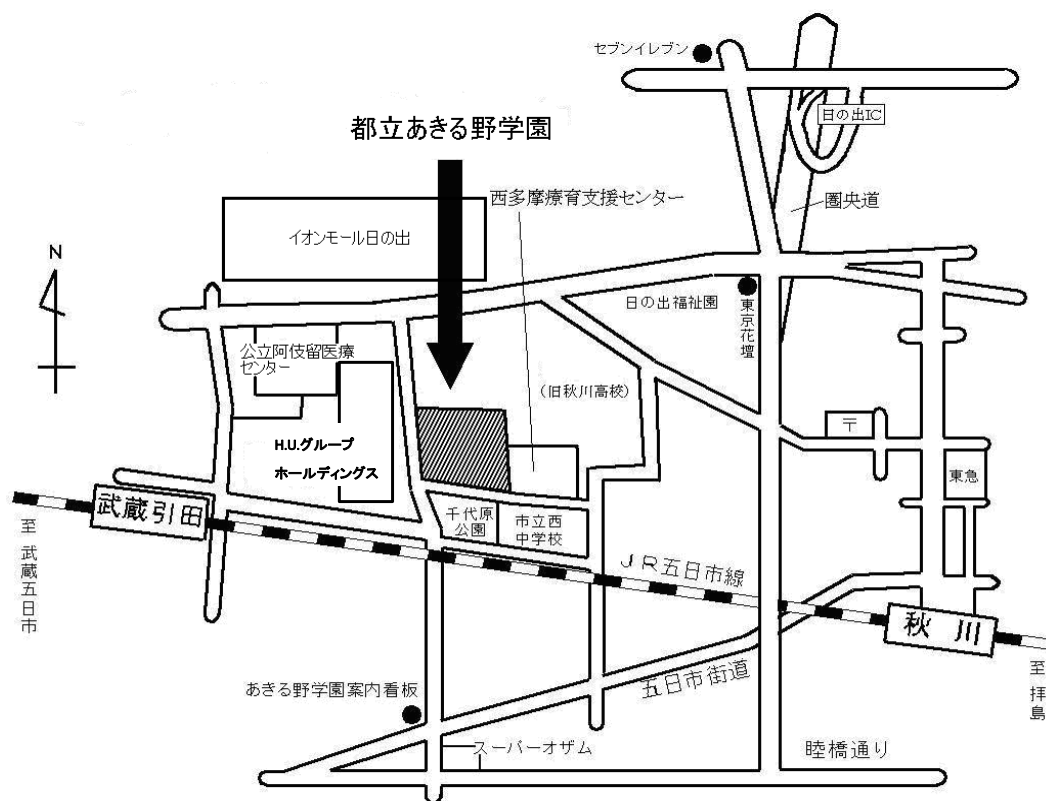 セブンイレブン
日の出IC
都立あきる野学園
西多摩療育支援センター
圏央道
イオンモール日の出
N
日の出福祉園
東京花壇
公立阿伎留医療
センター
(旧秋川高校)
〒
H.U.グループ
ホールディングス
東急
武蔵引田
千代原
公園
市立西
中学校
至 武蔵五日市
JR五日市線
秋川
至 拝島
五日市街道
あきる野学園案内看板
スーパーオザム
睦橋通り